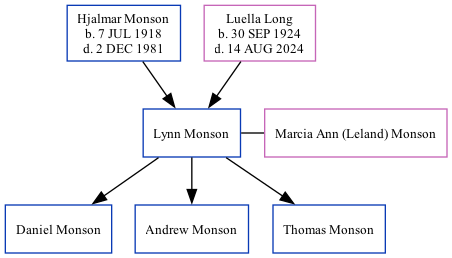 Hjalmar Monson
b. 7 JUL 1918
d. 2 DEC 1981
Luella Long
b. 30 SEP 1924
d. 14 AUG 2024
Lynn Monson
Marcia Ann (Leland) Monson
Daniel Monson
Andrew Monson
Thomas Monson